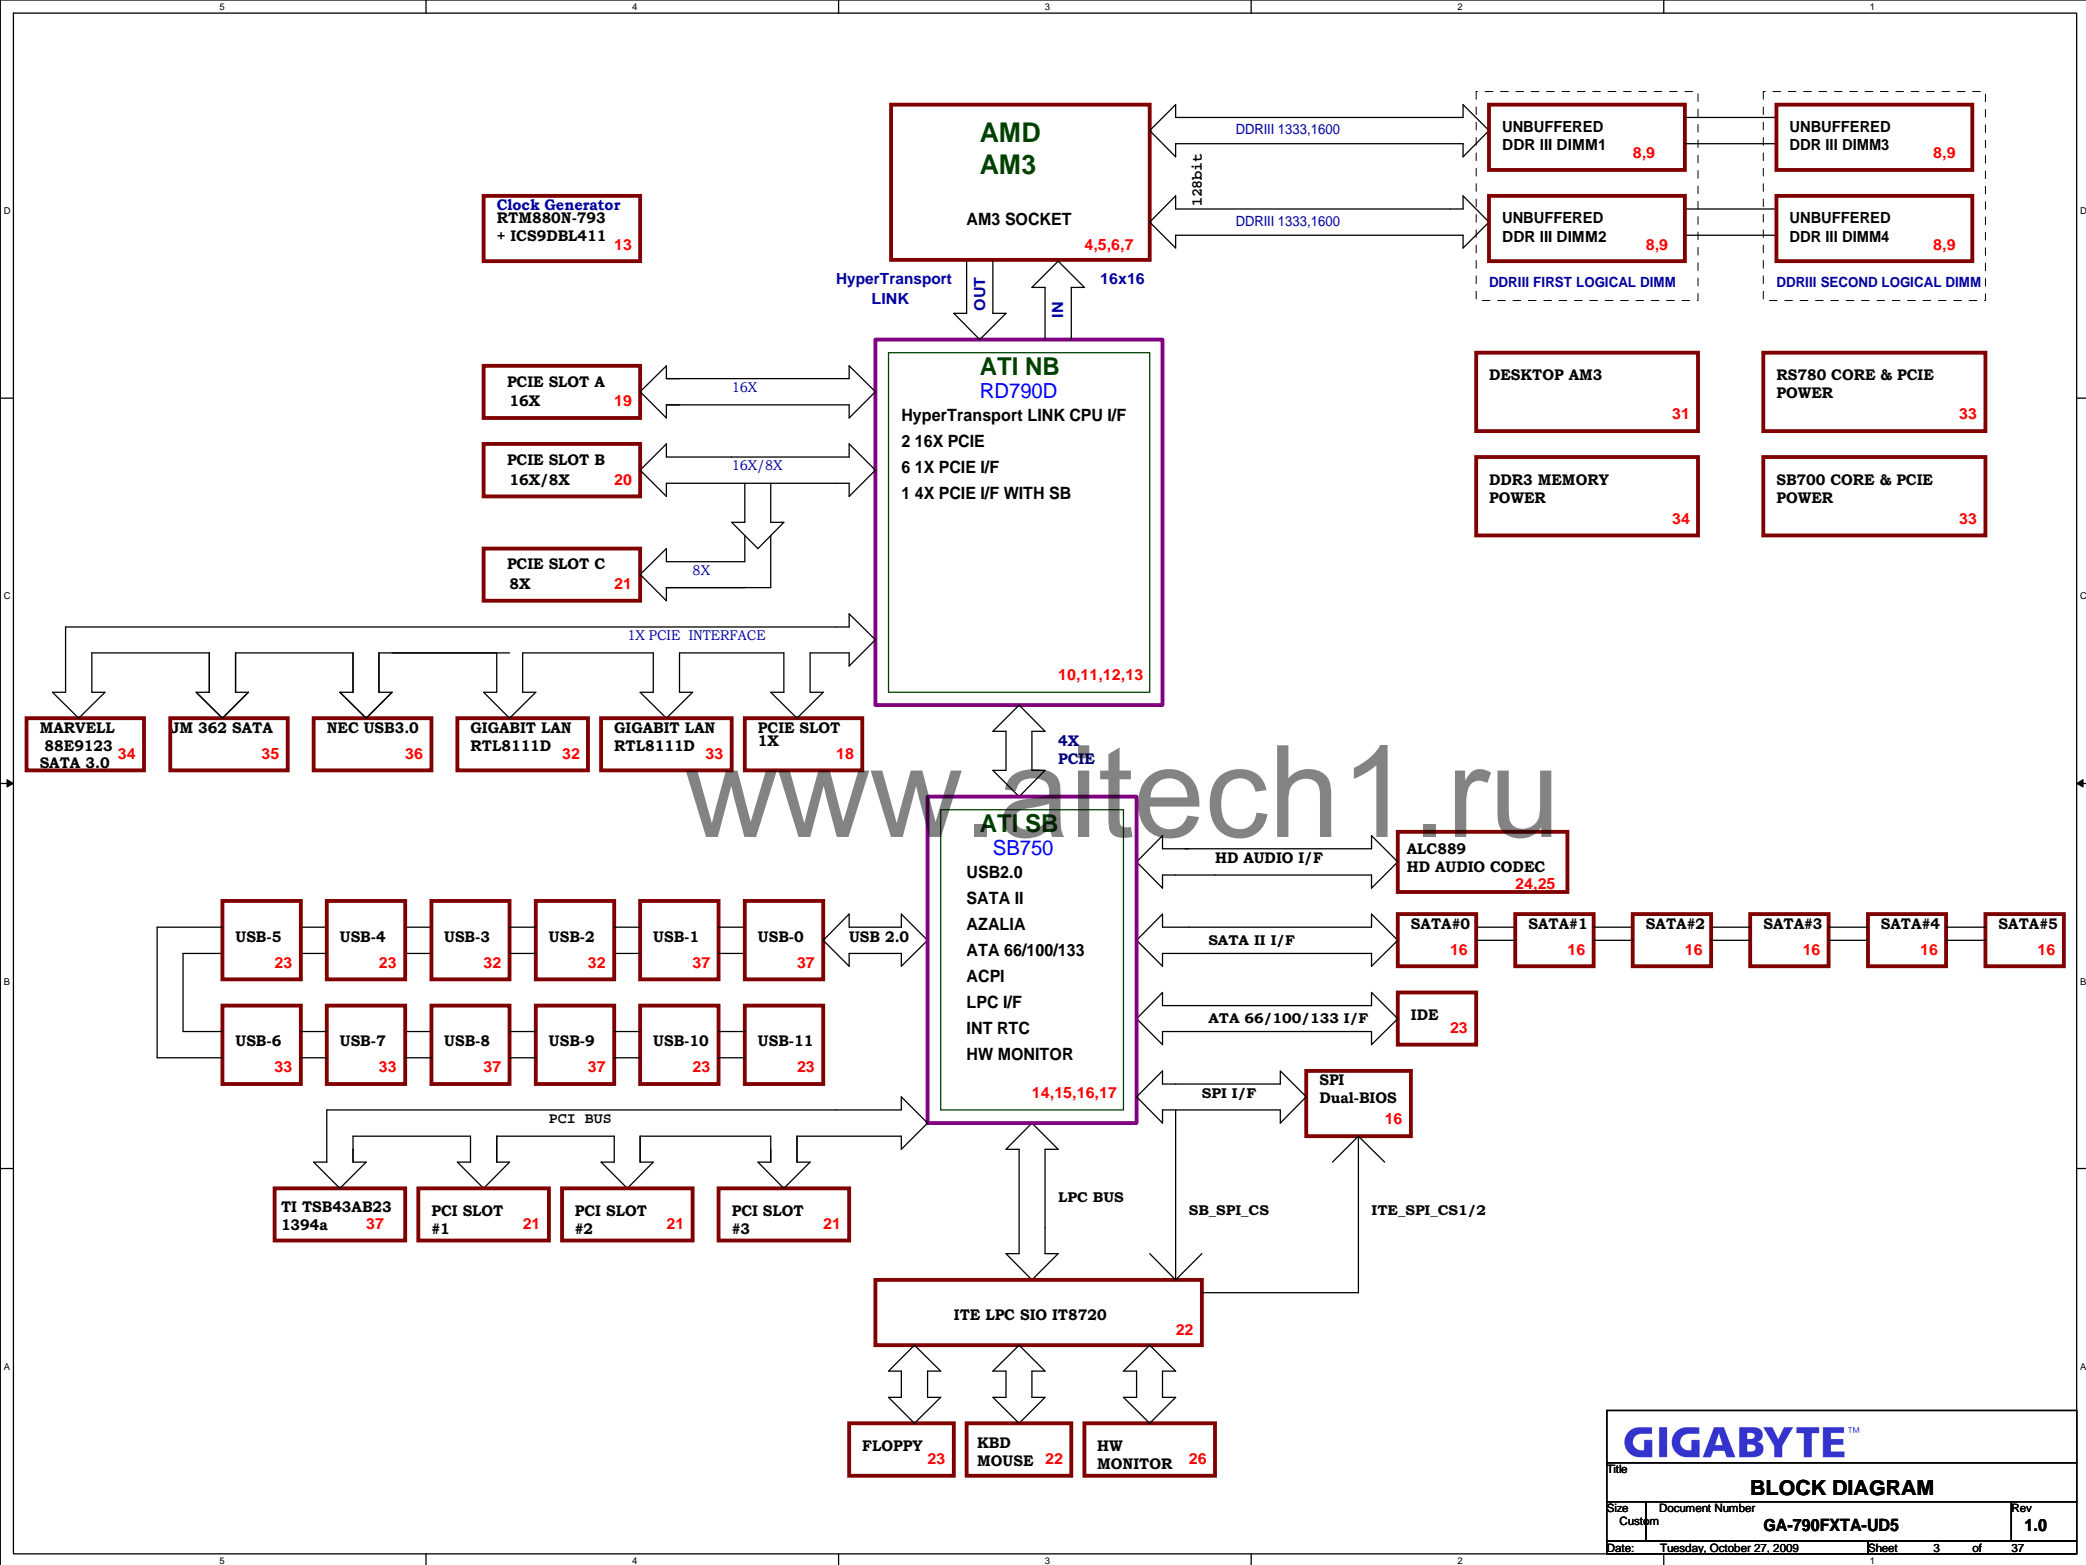 5 4 3 2 1
AMD
AM3
AM3 SOCKET
4,5,6,7
DDRIII 1333,1600
128bit
DDRIII 1333,1600
UNBUFFERED
DDR III DIMM1
8,9
UNBUFFERED
DDR III DIMM3
8,9
UNBUFFERED
DDR III DIMM2
8,9
UNBUFFERED
DDR III DIMM4
8,9
DDRIII FIRST LOGICAL DIMM
DDRIII SECOND LOGICAL DIMM
D
D
Clock Generator
RTM880N-793
+ ICS9DBL411
13
HyperTransport
LINK
OUT
IN
16x16
ATI NB
RD790D
HyperTransport LINK CPU I/F
2 16X PCIE
6 1X PCIE I/F
1 4X PCIE I/F WITH SB
10,11,12,13
PCIE SLOT A
16X
19
16X
PCIE SLOT B
16X/8X
20
16X/8X
PCIE SLOT C
8X
21
8X
DESKTOP AM3
31
RS780 CORE & PCIE
POWER
33
DDR3 MEMORY
POWER
34
SB700 CORE & PCIE
POWER
33
C
C
1X PCIE INTERFACE
MARVELL
88E9123
SATA 3.0
34
JM 362 SATA
35
NEC USB3.0
36
GIGABIT LAN
RTL8111D
32
GIGABIT LAN
RTL8111D
33
PCIE SLOT
1X
18
4X
PCIE
www.aitech1.ru
ATI SB
SB750
USB2.0
SATA II
AZALIA
ATA 66/100/133
ACPI
LPC I/F
INT RTC
HW MONITOR
14,15,16,17
HD AUDIO I/F
ALC889
HD AUDIO CODEC
24,25
USB-5
23
USB-4
23
USB-3
32
USB-2
32
USB-1
37
USB-0
37
USB 2.0
SATA II I/F
SATA#0
16
SATA#1
16
SATA#2
16
SATA#3
16
SATA#4
16
SATA#5
16
B
B
ATA 66/100/133 I/F
IDE
23
USB-6
33
USB-7
33
USB-8
37
USB-9
37
USB-10
23
USB-11
23
SPI I/F
SPI
Dual-BIOS
16
PCI BUS
TI TSB43AB23
1394a
37
PCI SLOT
#1
21
PCI SLOT
#2
21
PCI SLOT
#3
21
LPC BUS
SB_SPI_CS
ITE_SPI_CS1/2
ITE LPC SIO IT8720
22
A
A
FLOPPY
23
KBD
MOUSE
22
HW
MONITOR
26
GIGABYTE™
Title
BLOCK DIAGRAM
Size
Custom
Document Number
GA-790FXTA-UD5
Rev
1.0
Date: Tuesday, October 27, 2009
Sheet 3 of 37
5 4 3 2 1